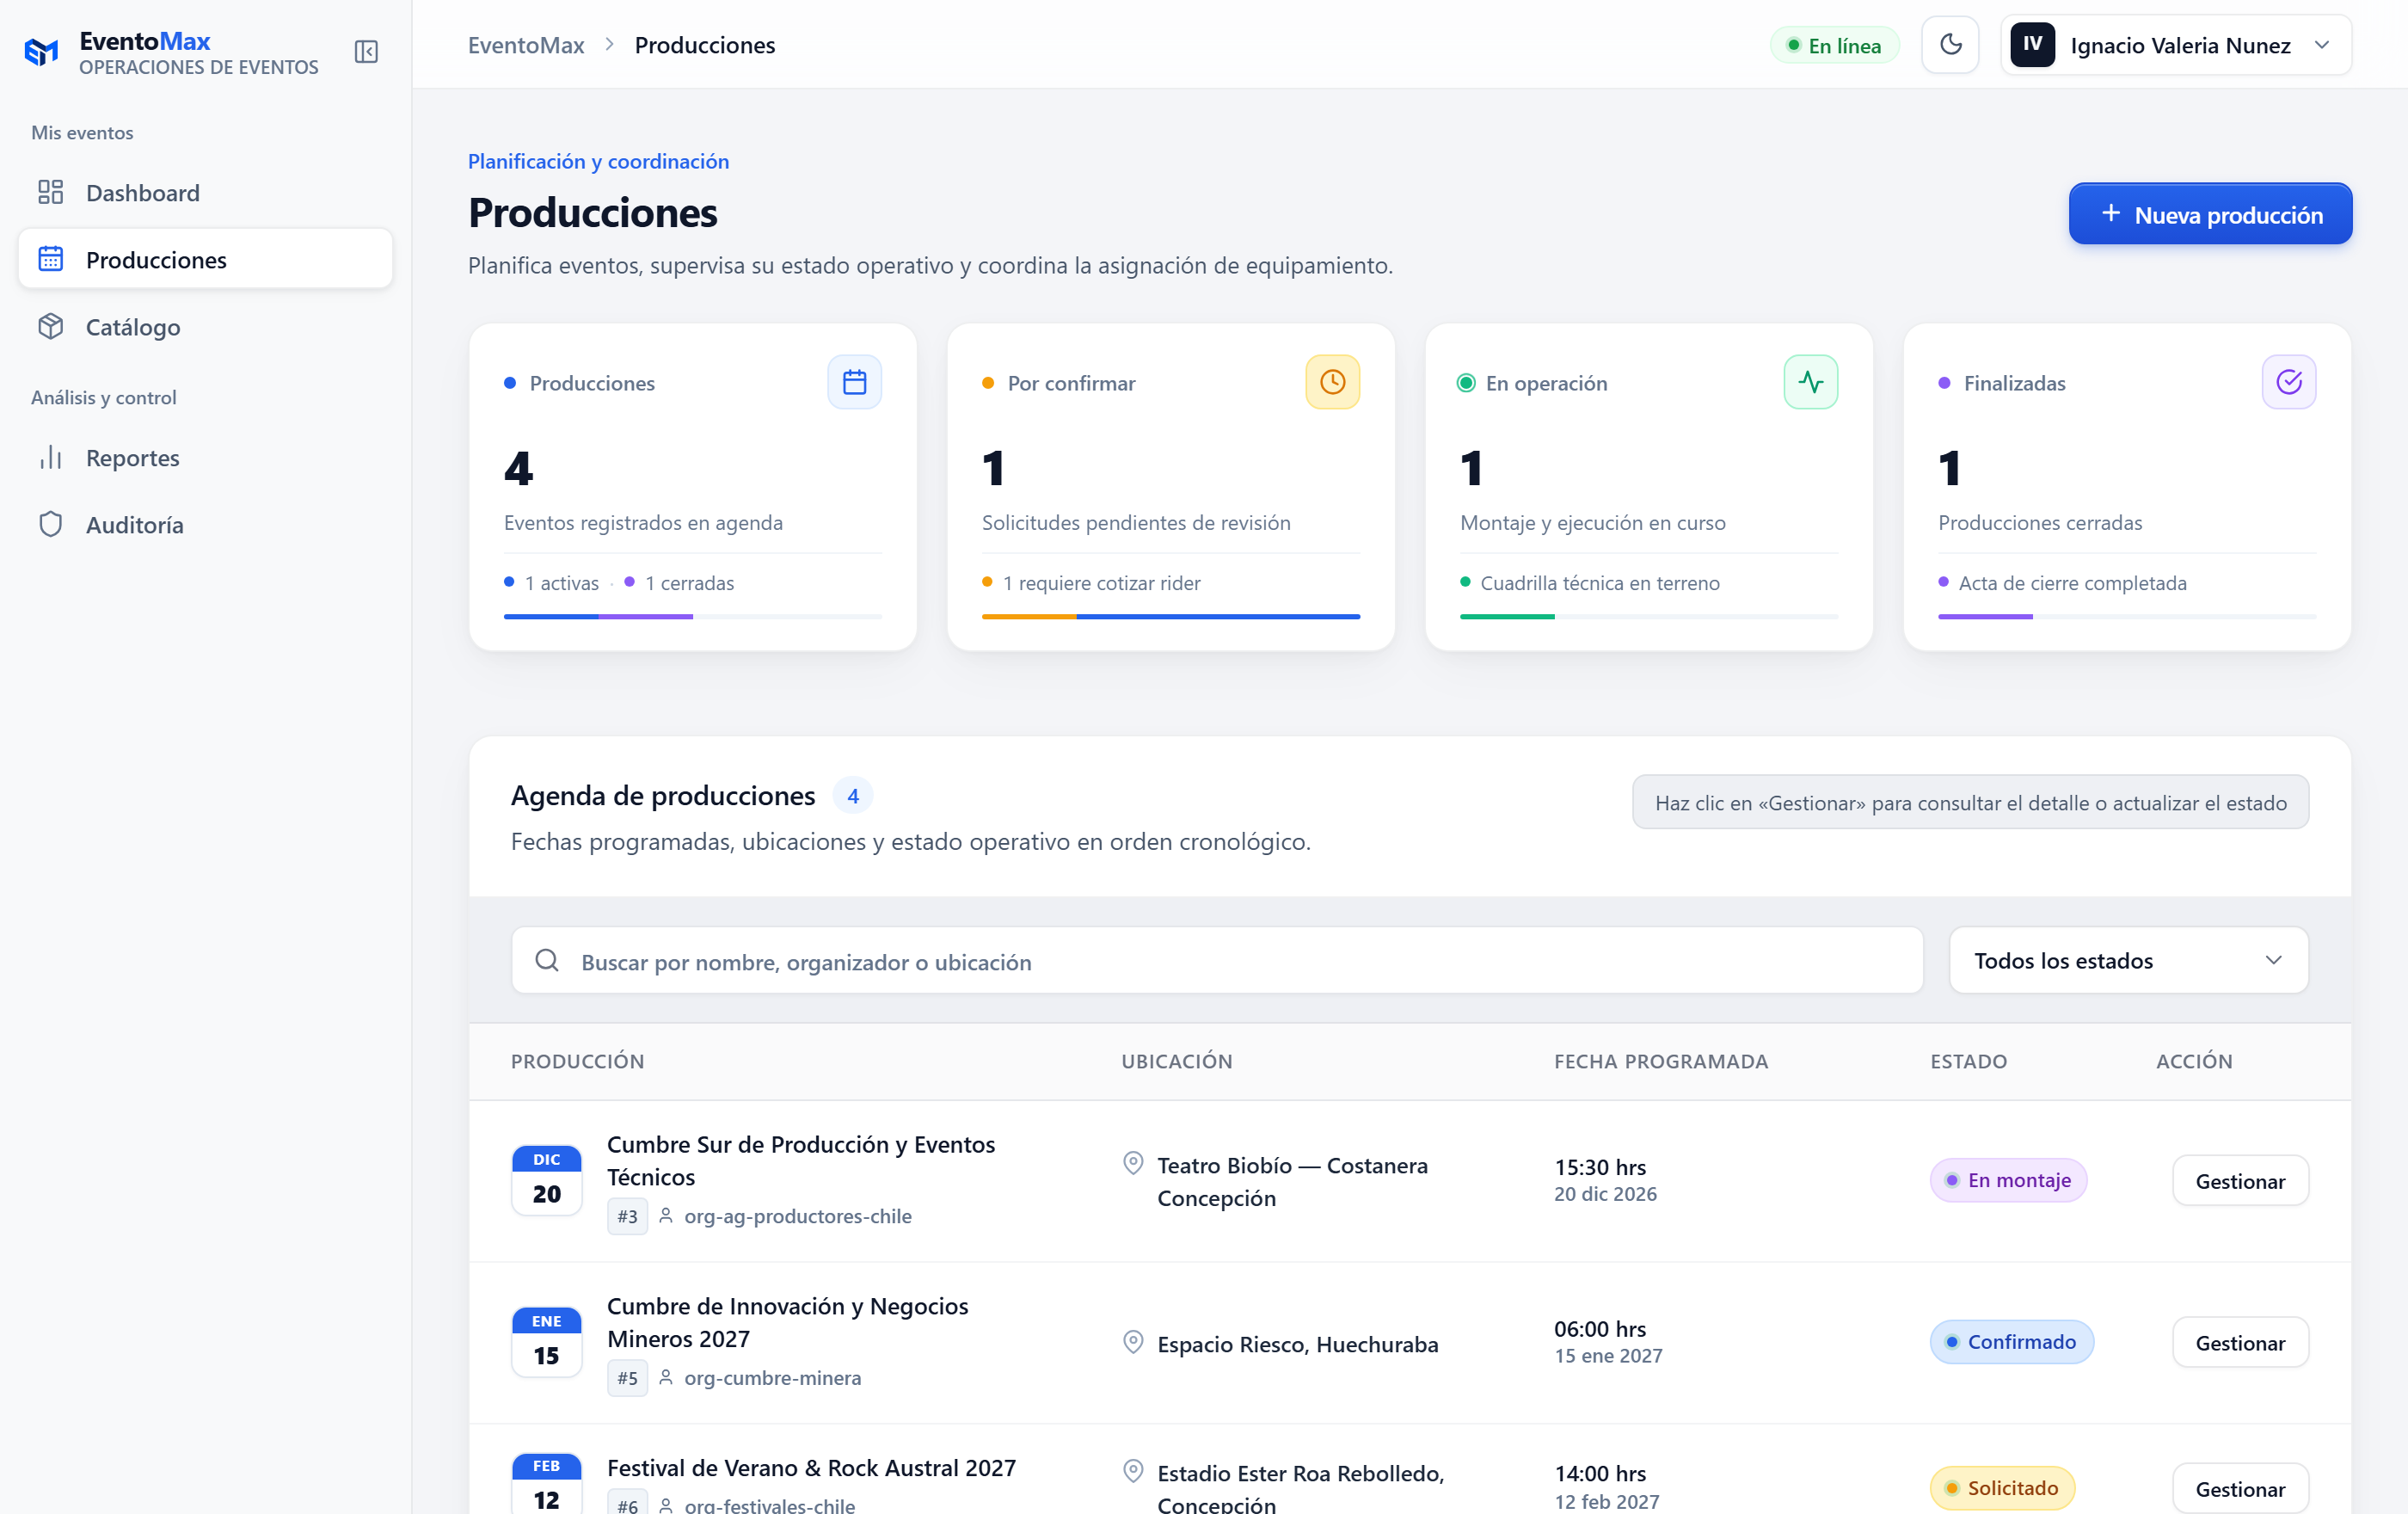 EventoMax
OPERACIONES DE EVENTOS
Mis eventos
Dashboard
Producciones
Catálogo
Análisis y control
Reportes
Auditoría
EventoMax > Producciones
En línea
IV Ignacio Valeria Nunez
Planificación y coordinación
Producciones
Planifica eventos, supervisa su estado operativo y coordina la asignación de equipamiento.
+ Nueva producción
Producciones
4
Eventos registrados en agenda
1 activas · 1 cerradas
Por confirmar
1
Solicitudes pendientes de revisión
1 requiere cotizar rider
En operación
1
Montaje y ejecución en curso
Cuadrilla técnica en terreno
Finalizadas
1
Producciones cerradas
Acta de cierre completada
Agenda de producciones 4
Fechas programadas, ubicaciones y estado operativo en orden cronológico.
Haz clic en «Gestionar» para consultar el detalle o actualizar el estado
Buscar por nombre, organizador o ubicación
Todos los estados
PRODUCCIÓN UBICACIÓN FECHA PROGRAMADA ESTADO ACCIÓN
DIC
20
Cumbre Sur de Producción y Eventos
Técnicos
#3 org-ag-productores-chile
Teatro Biobío — Costanera
Concepción
15:30 hrs
20 dic 2026
En montaje
Gestionar
ENE
15
Cumbre de Innovación y Negocios
Mineros 2027
#5 org-cumbre-minera
Espacio Riesco, Huechuraba
06:00 hrs
15 ene 2027
Confirmado
Gestionar
FEB
12
Festival de Verano & Rock Austral 2027
#6 org-festivales-chile
Estadio Ester Roa Rebolledo,
Concepción
14:00 hrs
12 feb 2027
Solicitado
Gestionar